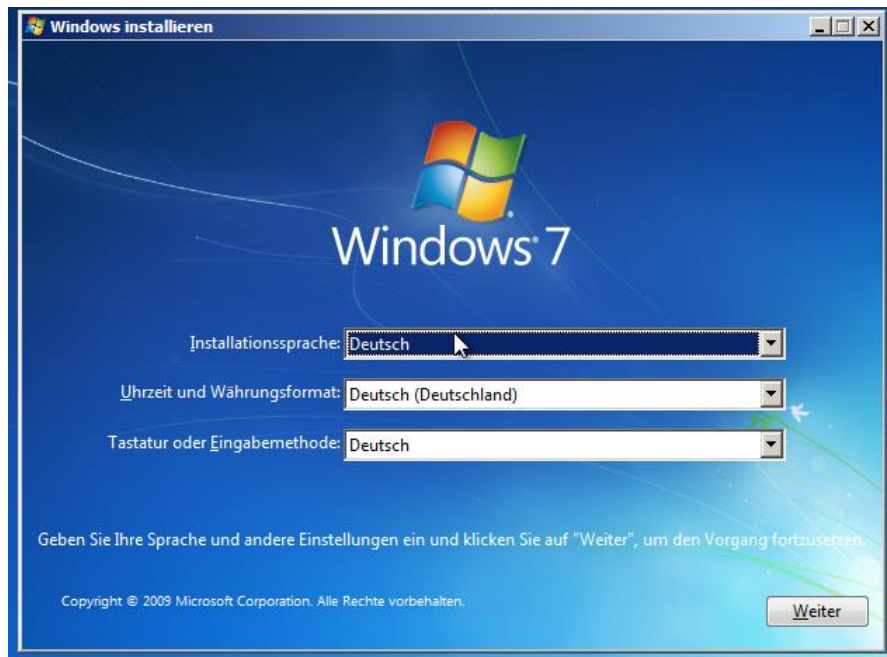 Windows installieren
Windows® 7
Installationssprache: Deutsch
Uhrzeit und Währungsformat: Deutsch (Deutschland)
Tastatur oder Eingabemethode: Deutsch
Geben Sie Ihre Sprache und andere Einstellungen ein und klicken Sie auf "Weiter", um den Vorgang fortzusetzen.
Copyright © 2009 Microsoft Corporation. Alle Rechte vorbehalten.
Weiter